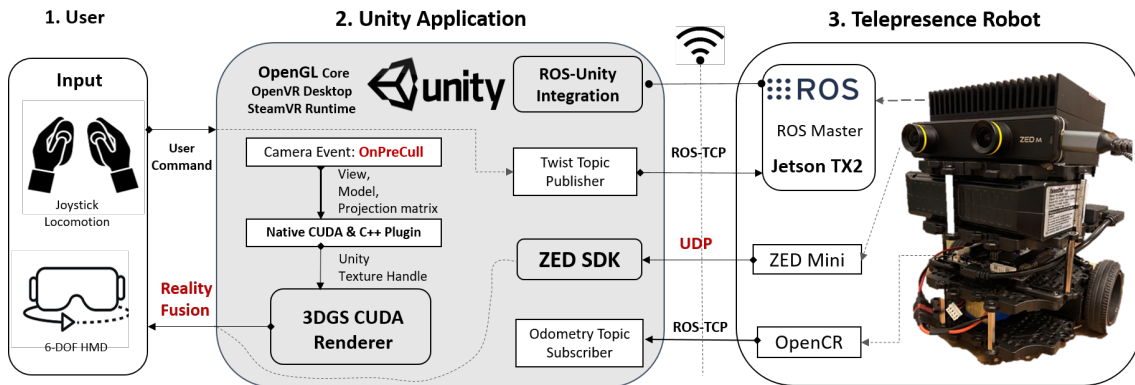 1. User
2. Unity Application
3. Telepresence Robot
Input
Joystick
Locomotion
6-DOF HMD
User
Command
Reality
Fusion
OpenGL Core
OpenVR Desktop
SteamVR Runtime
unity
Camera Event: OnPreCull
View,
Model,
Projection matrix
Native CUDA & C++ Plugin
Unity
Texture Handle
3DGS CUDA
Renderer
ROS-Unity
Integration
Twist Topic
Publisher
ZED SDK
Odometry Topic
Subscriber
ROS-TCP
UDP
ROS-TCP
ROS
ROS Master
Jetson TX2
ZED Mini
OpenCR
ZED M